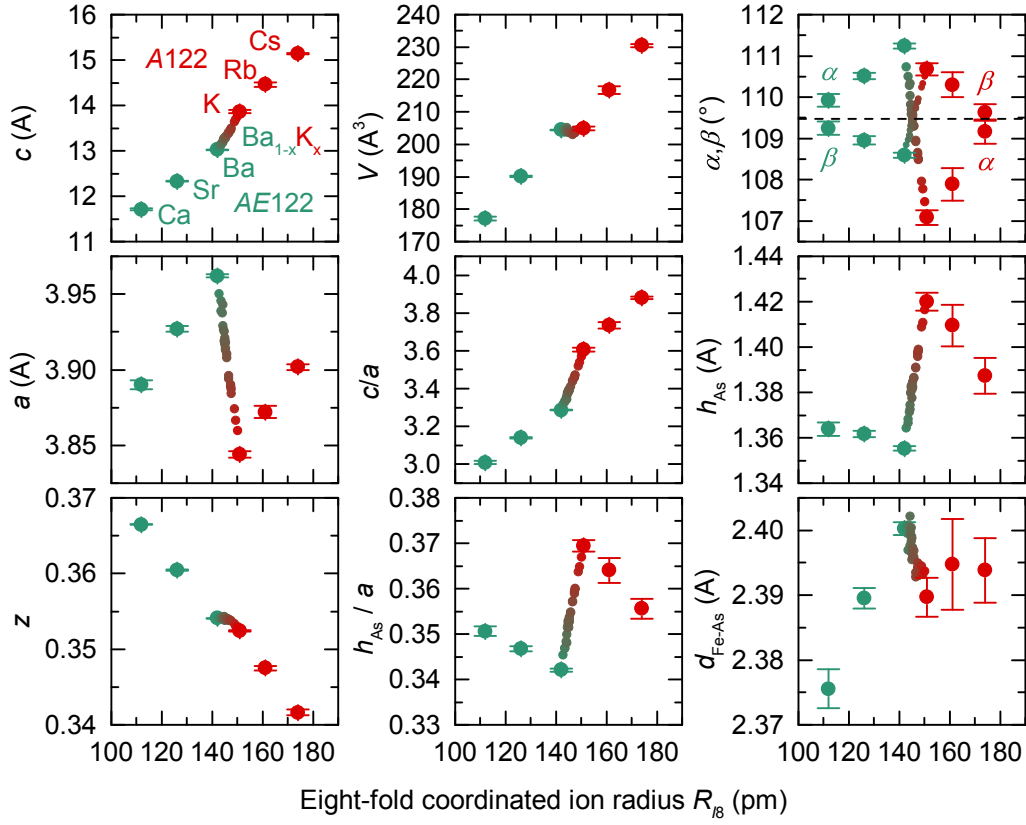 16
15
14
13
12
11
c (A)
A122
Cs
Rb
K
Ba1-xKx
Ba
Sr
AE122
Ca
230
220
210
200
190
180
170
V (A3)
111
110
109
108
107
α,β (°)
α
β
β
α
3.95
3.90
3.85
a (A)
4.0
3.8
3.6
3.4
3.2
3.0
c/a
1.44
1.42
1.40
1.38
1.36
1.34
hAs (A)
0.37
0.36
0.35
0.34
z
100 120 140 160 180
0.38
0.37
0.36
0.35
0.34
0.33
hAs / a
100 120 140 160 180
2.40
2.39
2.38
2.37
dFe-As (A)
100 120 140 160 180
Eight-fold coordinated ion radius RI8 (pm)